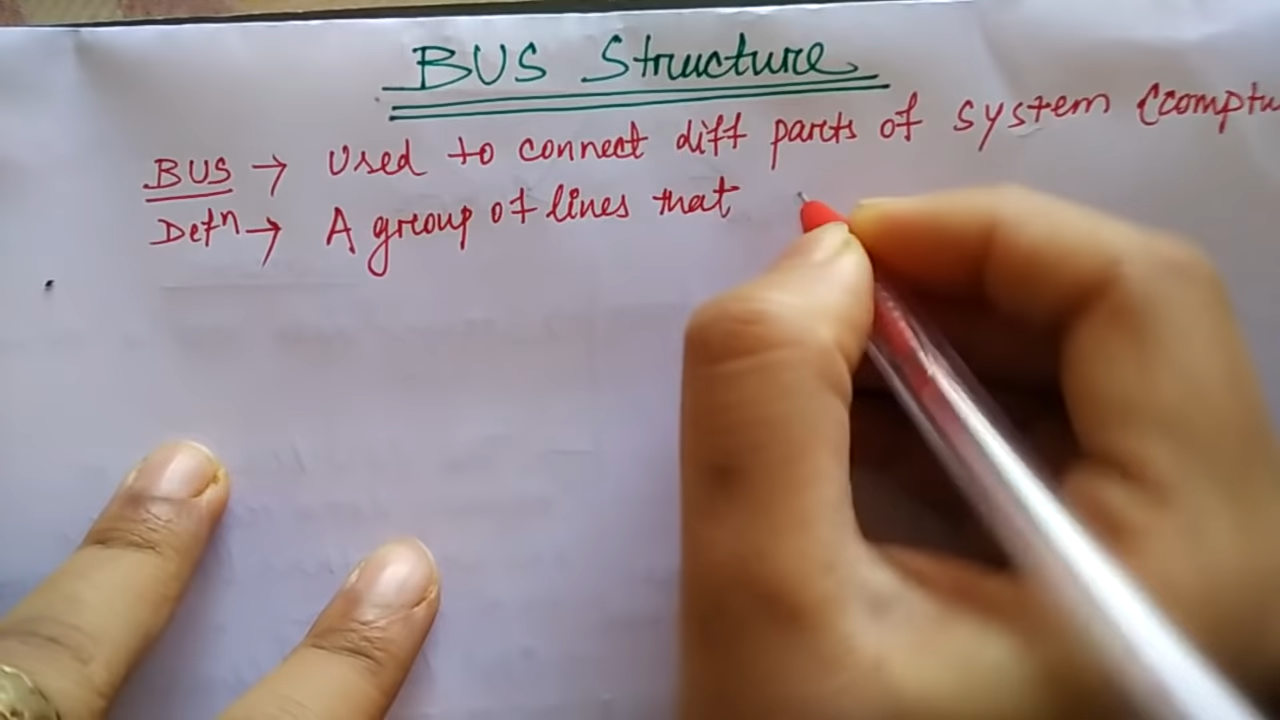 BUS Structure
BUS → Used to connect diff parts of system (comptu
Defn → A group of lines that